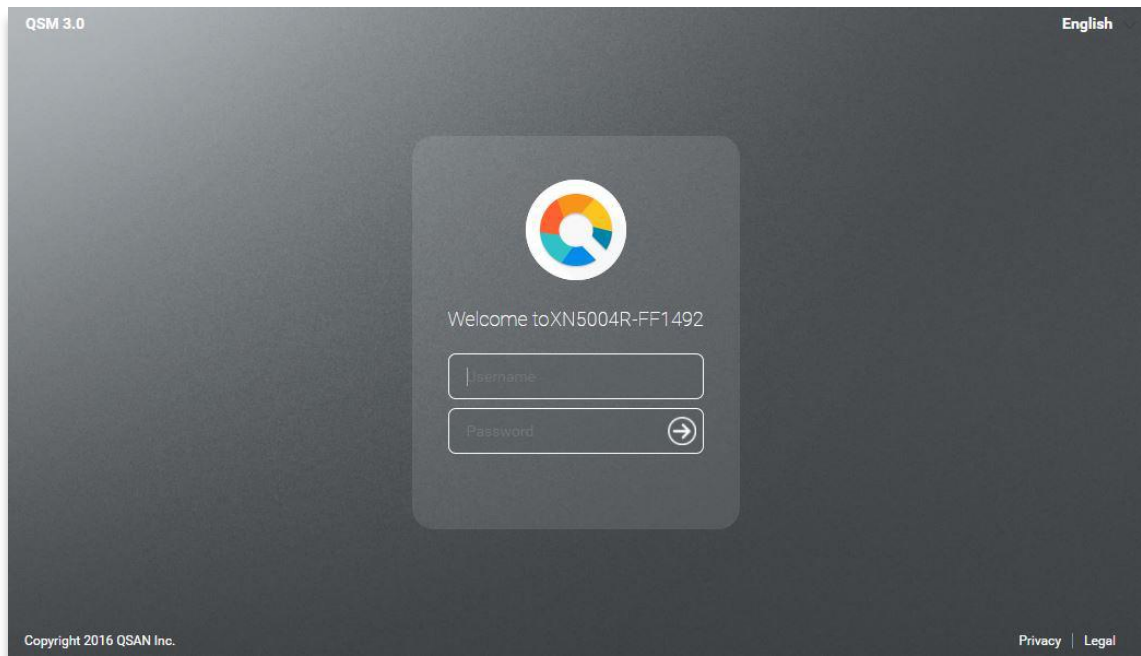 QSM 3.0
English
Welcome toXN5004R-FF1492
Username
Password
Copyright 2016 QSAN Inc.
Privacy | Legal